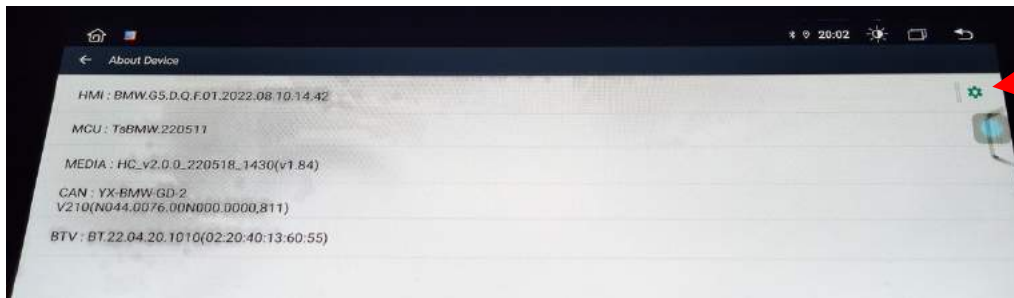 20:02
About Device
HMI : BMW.G5.D.Q.F.01.2022.08.10.14.42
MCU : TsBMW.220511
MEDIA : HC_v2.0.0_220518_1430(v1.84)
CAN : YX-BMW-GD-2
V210(N044.0076.00N000.0000,811)
BTV : BT.22.04.20.1010(02:20:40:13:60:55)